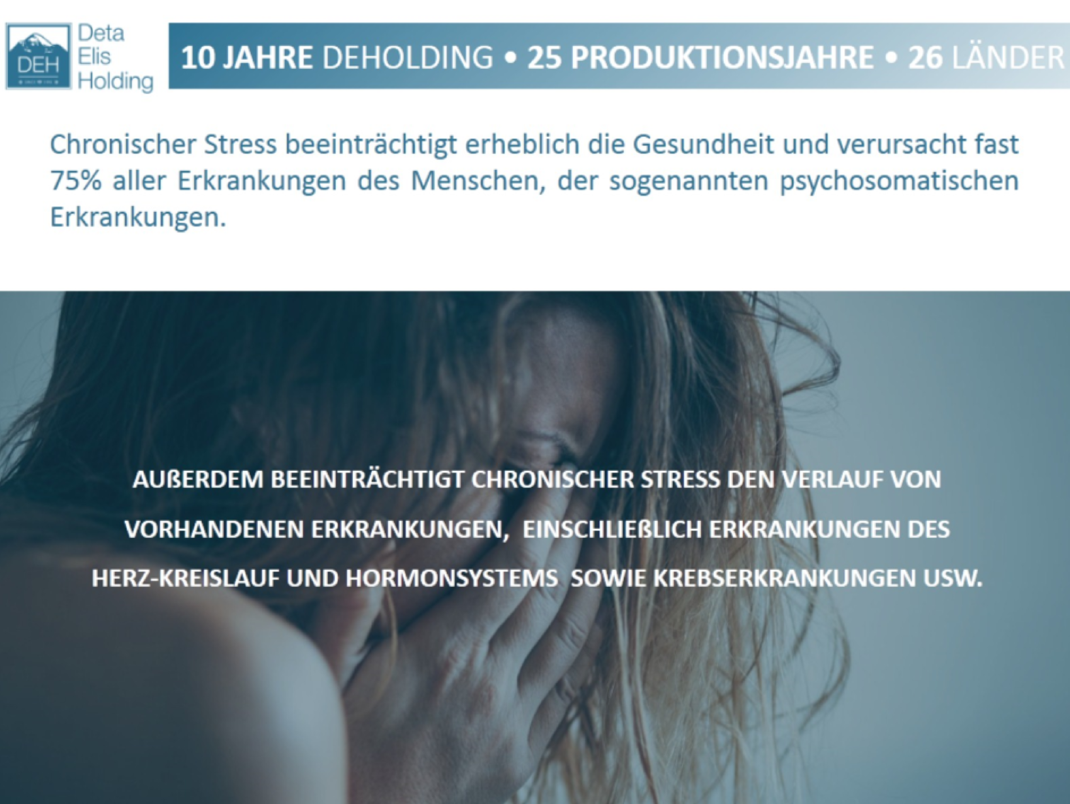 Deta
Elis
Holding
DEH
10 JAHRE DEHOLDING • 25 PRODUKTIONSJAHRE • 26 LÄNDER
Chronischer Stress beeinträchtigt erheblich die Gesundheit und verursacht fast
75% aller Erkrankungen des Menschen, der sogenannten psychosomatischen
Erkrankungen.
AUßERDEM BEEINTRÄCHTIGT CHRONISCHER STRESS DEN VERLAUF VON
VORHANDENEN ERKRANKUNGEN, EINSCHLIEßLICH ERKRANKUNGEN DES
HERZ-KREISLAUF UND HORMONSYSTEMS SOWIE KREBSERKRANKUNGEN USW.